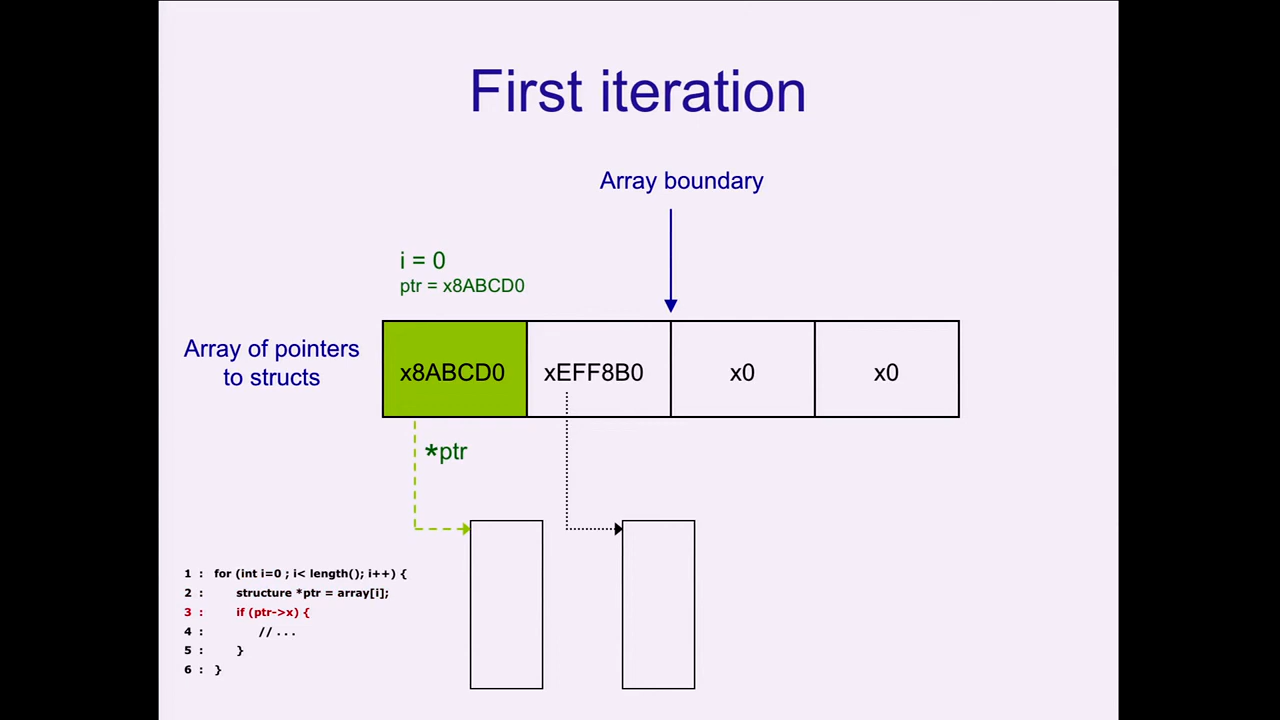 First iteration
Array boundary
i = 0
ptr = x8ABCD0
Array of pointers
to structs
x8ABCD0 xEFF8B0 x0 x0
*ptr
1 : for (int i=0 ; i< length(); i++) {
2 : structure *ptr = array[i];
3 : if (ptr->x) {
4 : // . . .
5 : }
6 : }